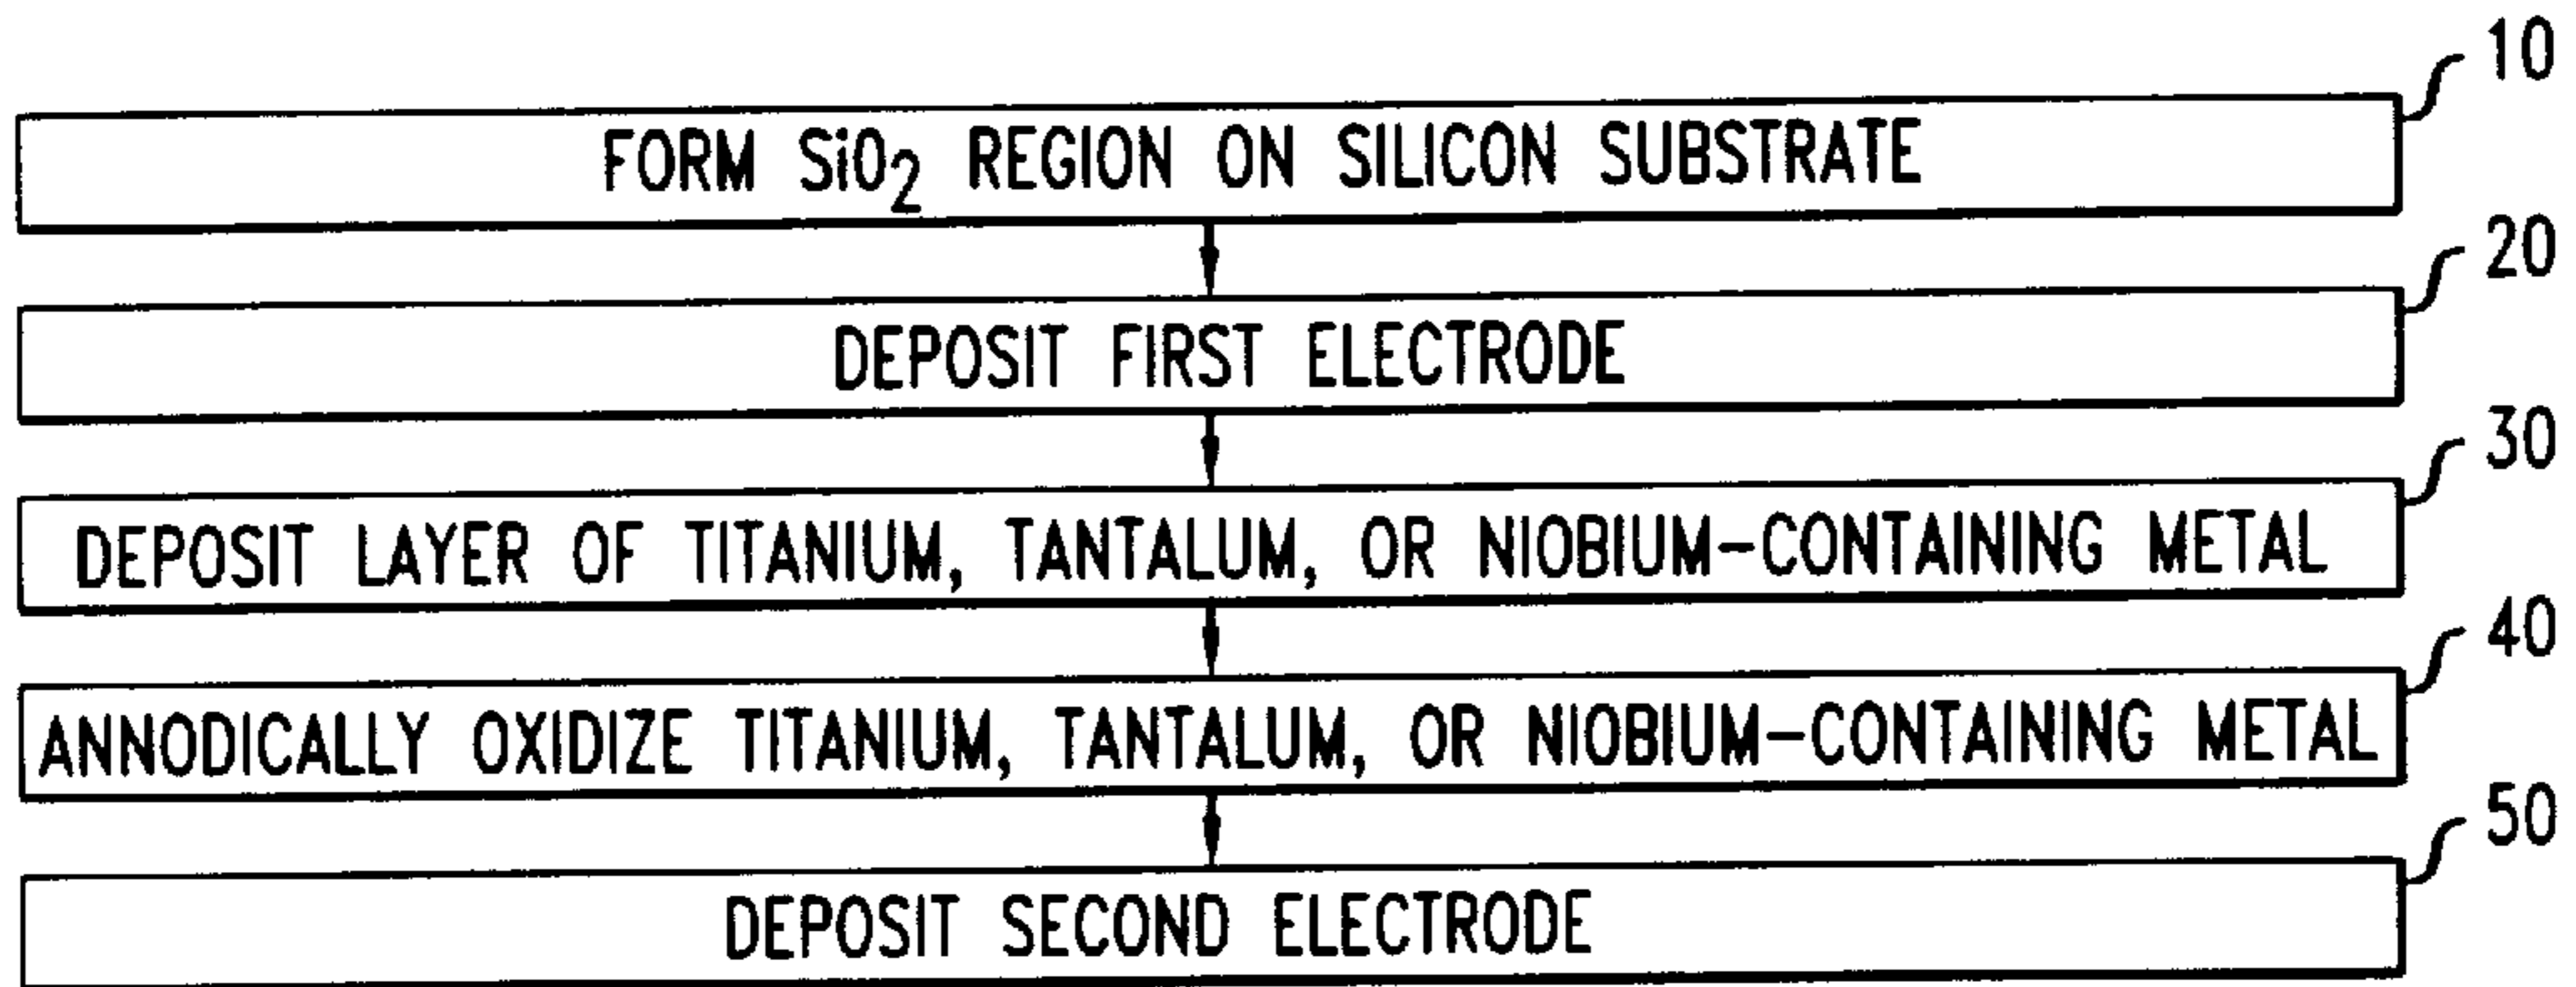 10
FORM SiO2 REGION ON SILICON SUBSTRATE
20
DEPOSIT FIRST ELECTRODE
30
DEPOSIT LAYER OF TITANIUM, TANTALUM, OR NIOBIUM-CONTAINING METAL
40
ANNODICALLY OXIDIZE TITANIUM, TANTALUM, OR NIOBIUM-CONTAINING METAL
50
DEPOSIT SECOND ELECTRODE